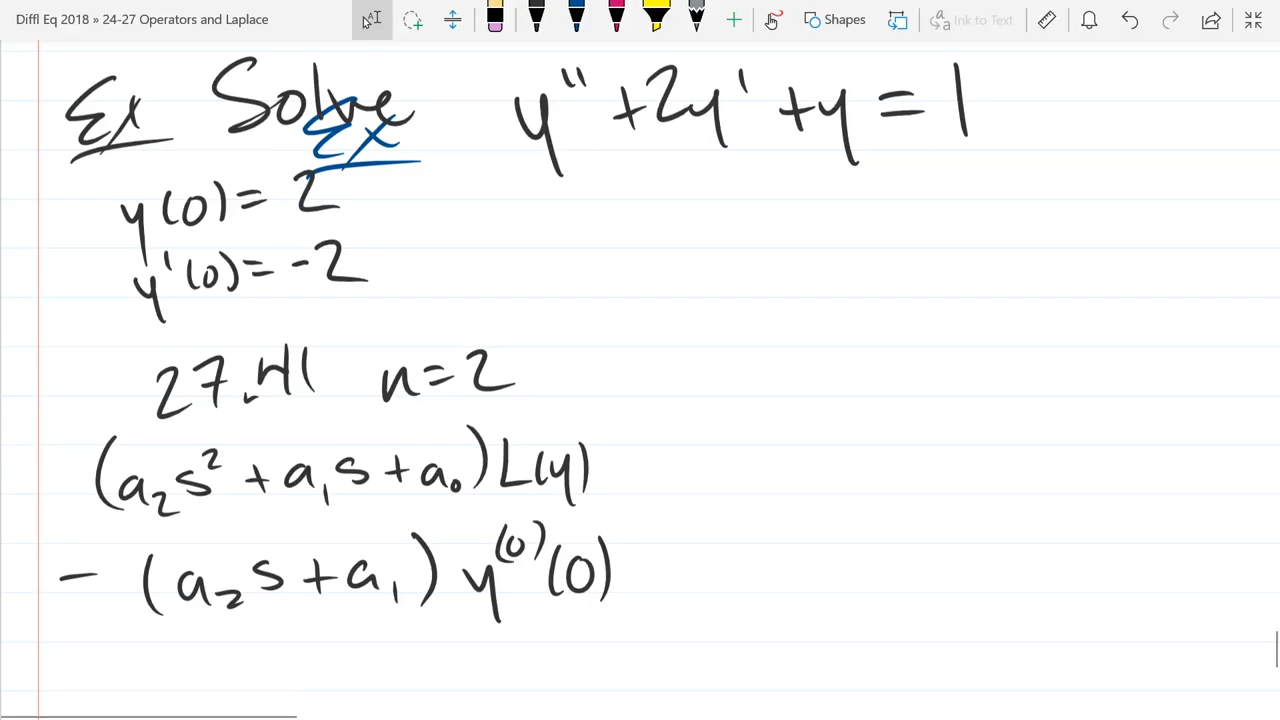 Diffl Eq 2018 » 24-27 Operators and Laplace
Shapes
Ink to Text
Ex Solve y'' + 2y' + y = 1
Ex
y(0) = 2
y'(0) = -2
27.41 n = 2
(a₂s² + a₁s + a₀) L(y)
- (a₂s + a₁) y⁽⁰⁾(0)